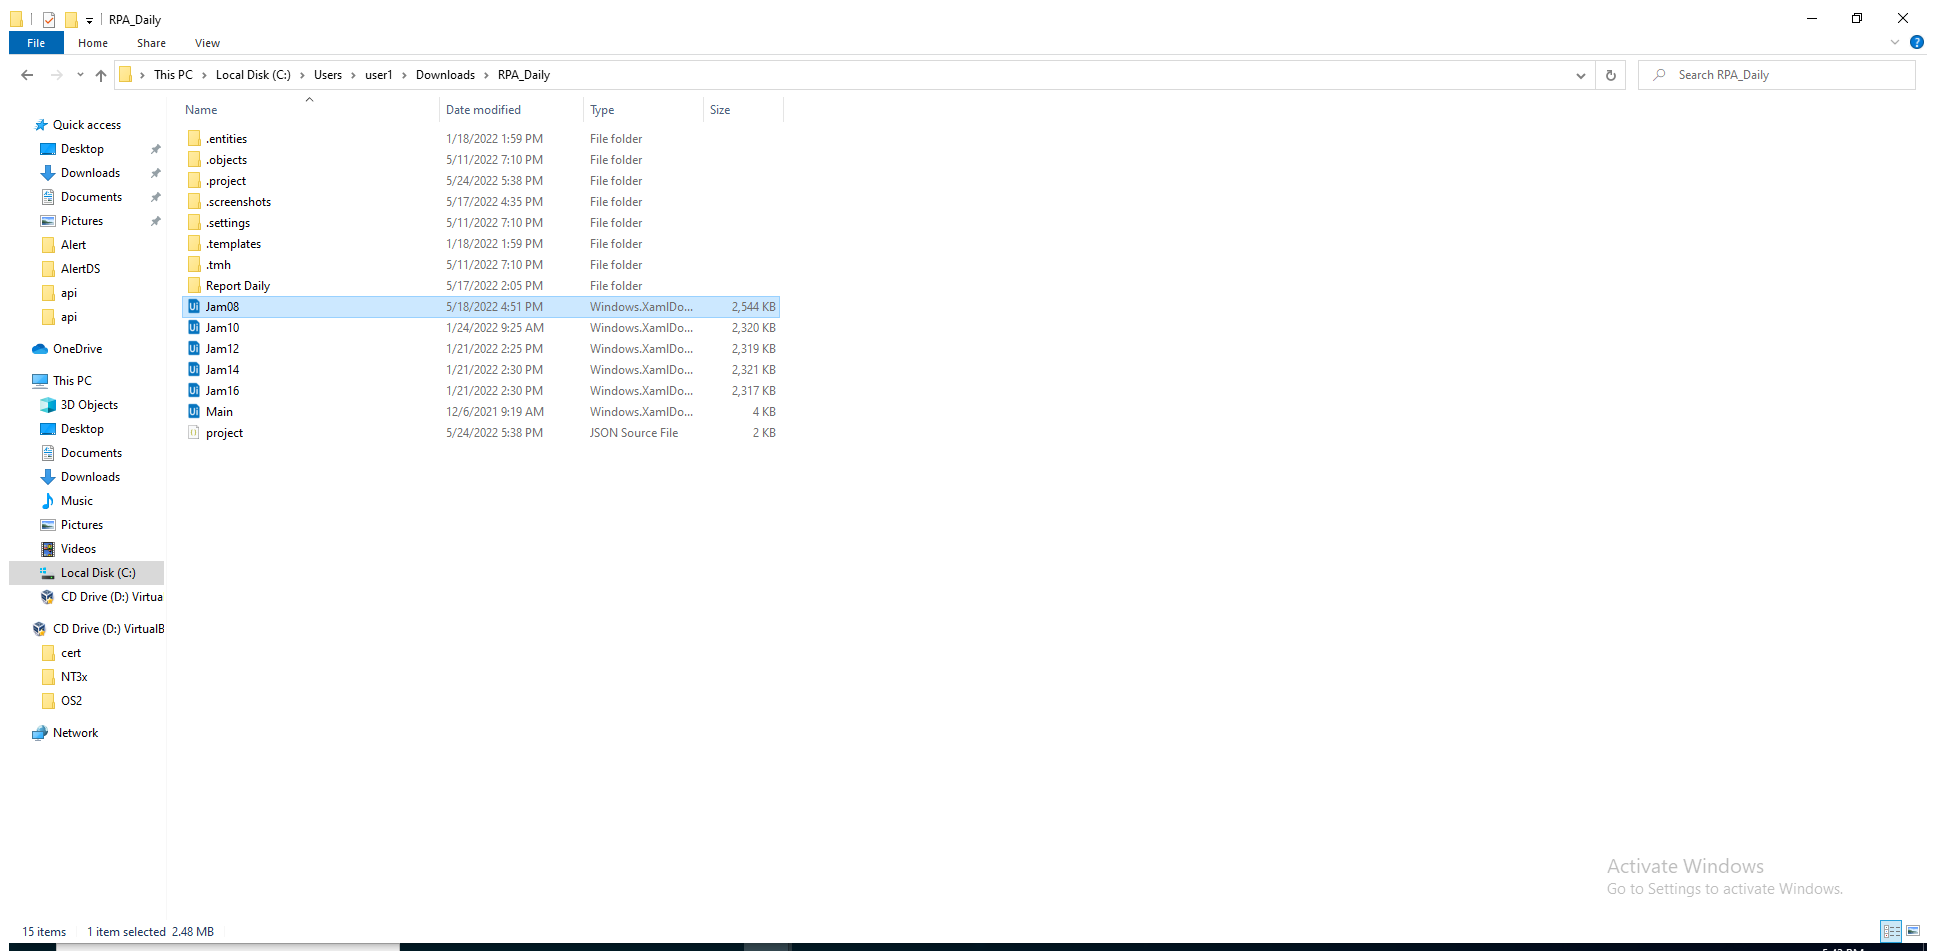 RPA_Daily
File Home Share View
This PC Local Disk (C:) Users user1 Downloads RPA_Daily Search RPA_Daily
Name Date modified Type Size
Quick access
Desktop
Downloads
Documents
Pictures
Alert
AlertDS
api
api
OneDrive
This PC
3D Objects
Desktop
Documents
Downloads
Music
Pictures
Videos
Local Disk (C:)
CD Drive (D:) Virtua
CD Drive (D:) VirtualB
cert
NT3x
OS2
Network
.entities 1/18/2022 1:59 PM File folder
.objects 5/11/2022 7:10 PM File folder
.project 5/24/2022 5:38 PM File folder
.screenshots 5/17/2022 4:35 PM File folder
.settings 5/11/2022 7:10 PM File folder
.templates 1/18/2022 1:59 PM File folder
.tmh 5/11/2022 7:10 PM File folder
Report Daily 5/17/2022 2:05 PM File folder
Jam08 5/18/2022 4:51 PM Windows.XamlDo... 2,544 KB
Jam10 1/24/2022 9:25 AM Windows.XamlDo... 2,320 KB
Jam12 1/21/2022 2:25 PM Windows.XamlDo... 2,319 KB
Jam14 1/21/2022 2:30 PM Windows.XamlDo... 2,321 KB
Jam16 1/21/2022 2:30 PM Windows.XamlDo... 2,317 KB
Main 12/6/2021 9:19 AM Windows.XamlDo... 4 KB
project 5/24/2022 5:38 PM JSON Source File 2 KB
Activate Windows
Go to Settings to activate Windows.
15 items 1 item selected 2.48 MB